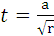 t = a/√r